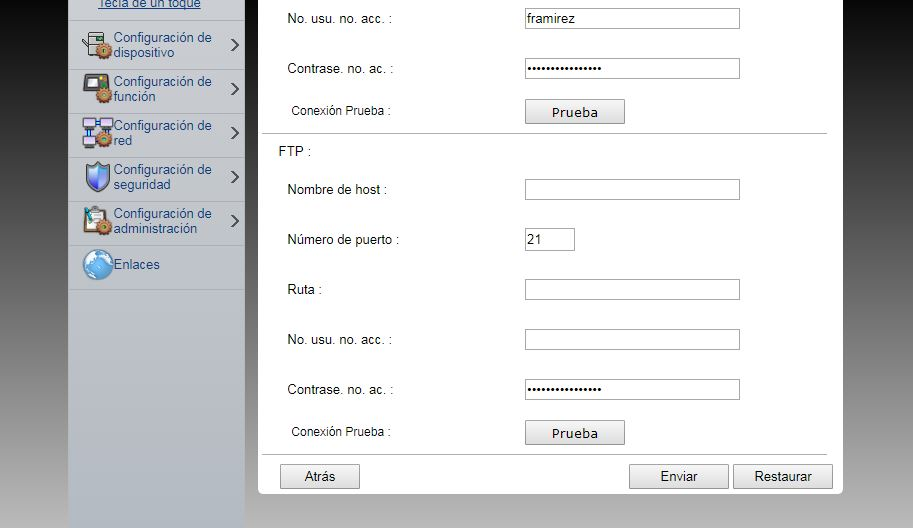 Tecla de un toque
Configuración de
dispositivo
Configuración de
función
Configuración de
red
Configuración de
seguridad
Configuración de
administración
Enlaces
No. usu. no. acc. :
framirez
Contrase. no. ac. :
••••••••••••••••
Conexión Prueba :
Prueba
FTP :
Nombre de host :
Número de puerto :
21
Ruta :
No. usu. no. acc. :
Contrase. no. ac. :
••••••••••••••••
Conexión Prueba :
Prueba
Atrás
Enviar
Restaurar